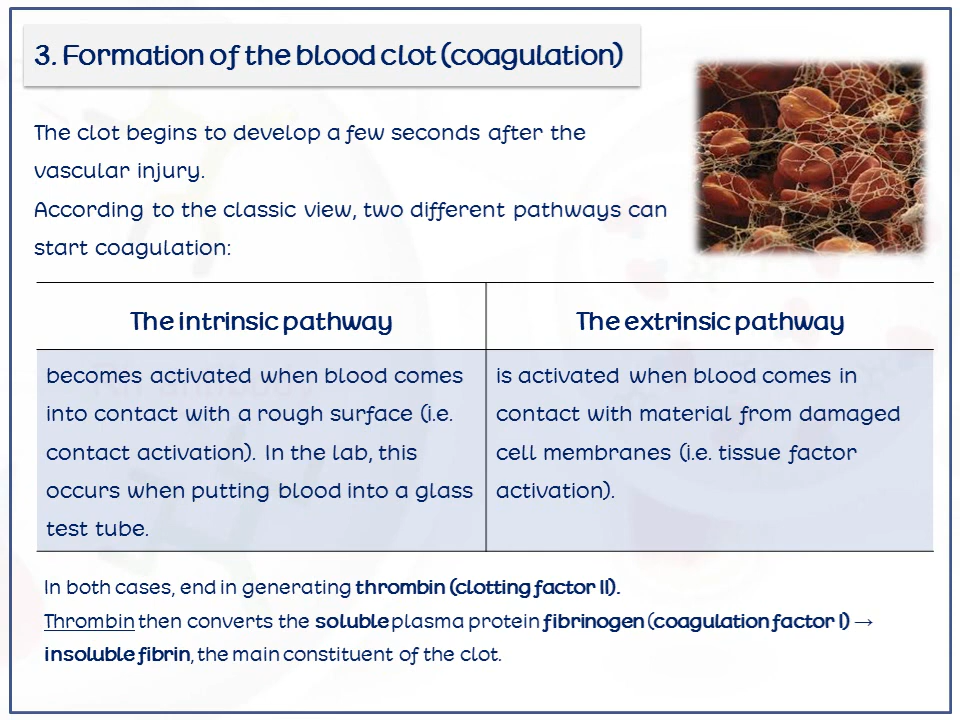 3. Formation of the blood clot (coagulation)
The clot begins to develop a few seconds after the
vascular injury.
According to the classic view, two different pathways can
start coagulation:
The intrinsic pathway
becomes activated when blood comes
into contact with a rough surface (i.e.
contact activation). In the lab, this
occurs when putting blood into a glass
test tube.
The extrinsic pathway
is activated when blood comes in
contact with material from damaged
cell membranes (i.e. tissue factor
activation).
In both cases, end in generating thrombin (clotting factor II).
Thrombin then converts the soluble plasma protein fibrinogen (coagulation factor I) →
insoluble fibrin, the main constituent of the clot.